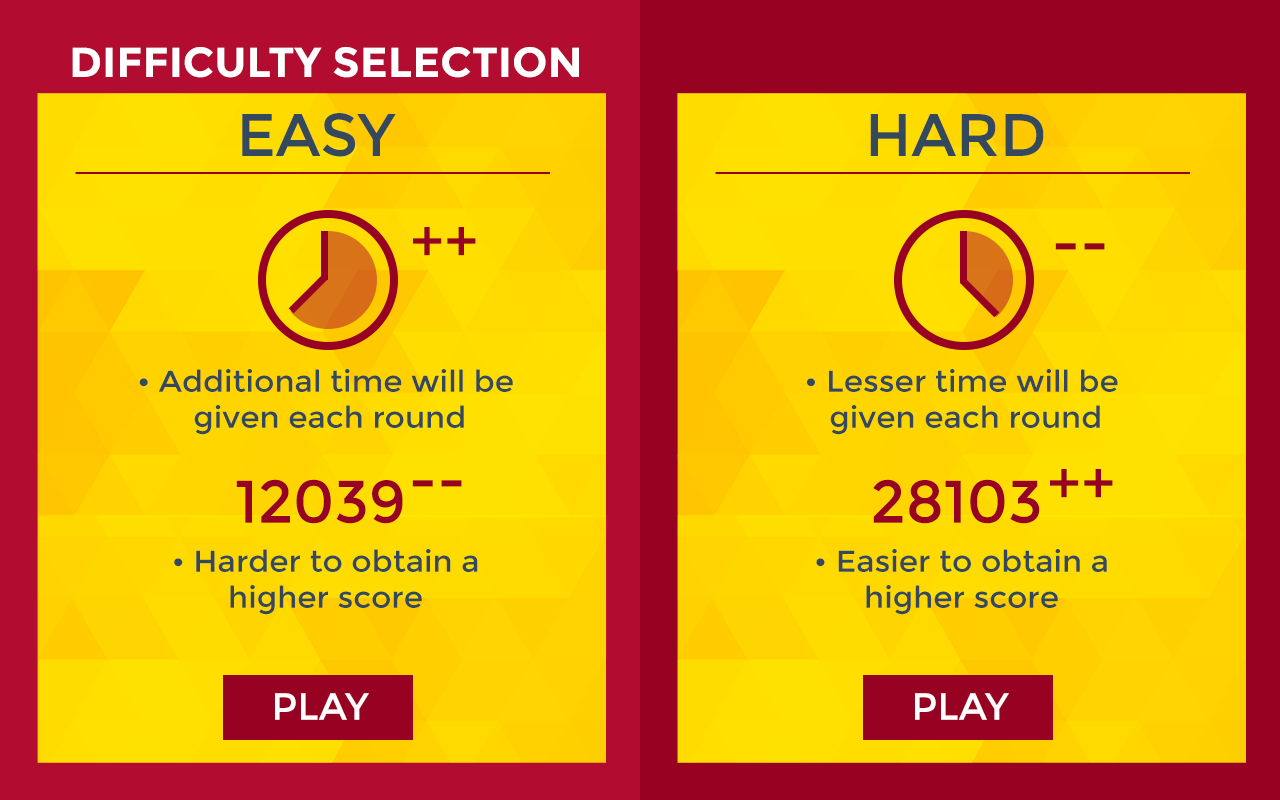 DIFFICULTY SELECTION
EASY
++
• Additional time will be
given each round
12039--
• Harder to obtain a
higher score
PLAY
HARD
--
• Lesser time will be
given each round
28103++
• Easier to obtain a
higher score
PLAY